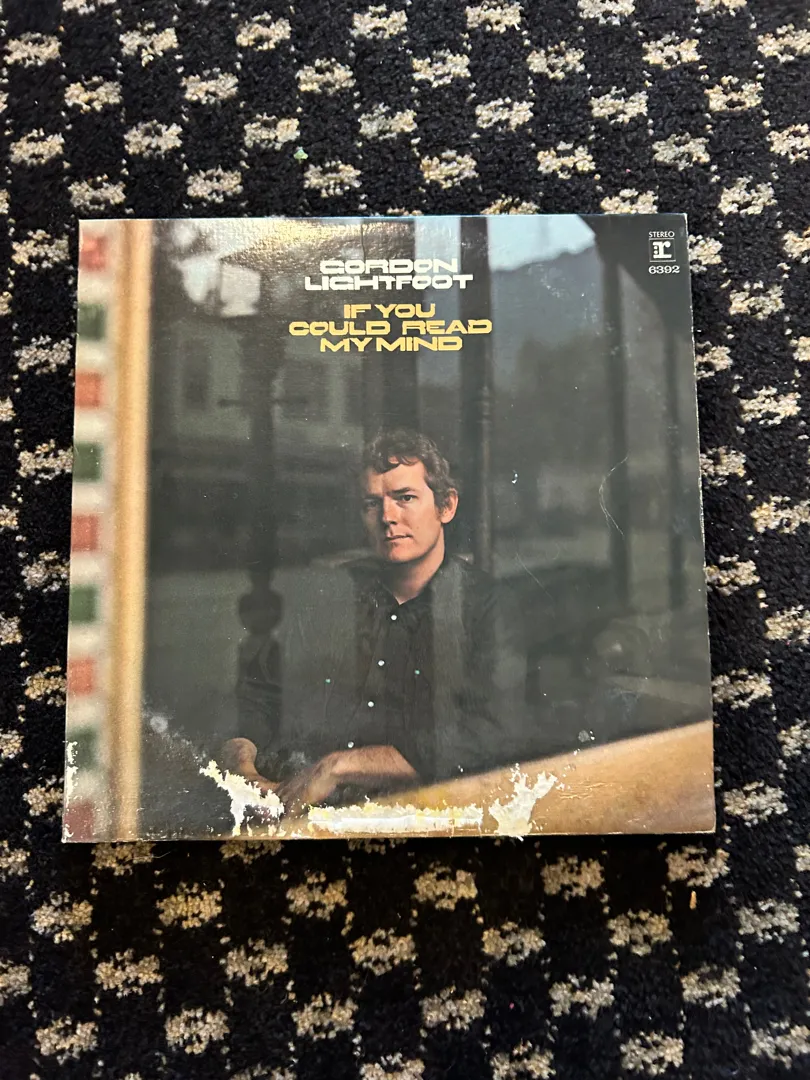 GORDON
LIGHTFOOT
IF YOU
COULD READ
MY MIND
STEREO
r
6392